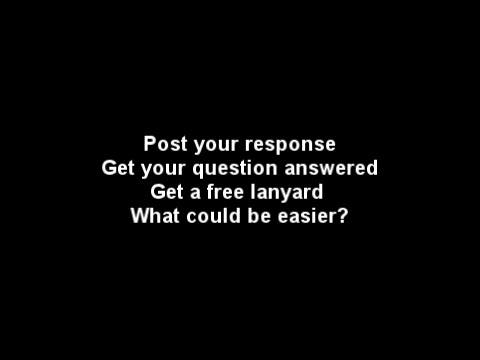 Post your response
Get your question answered
Get a free lanyard
What could be easier?